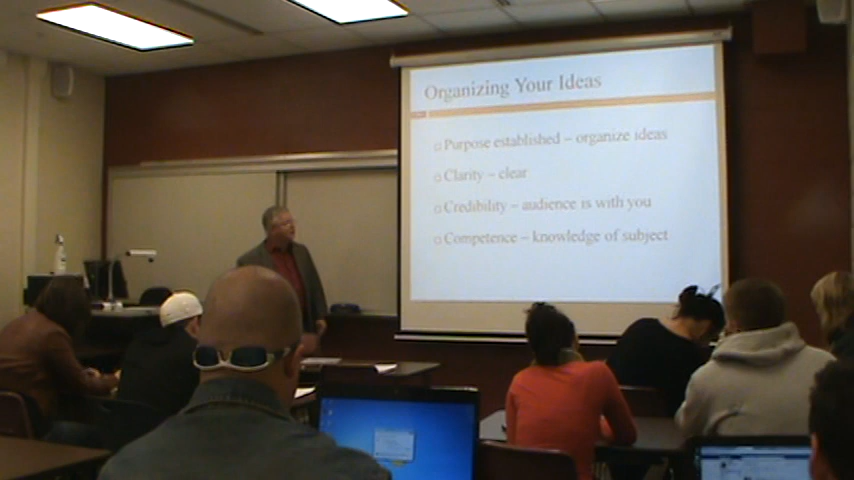 Organizing Your Ideas
Purpose established – organize ideas
Clarity – clear
Credibility – audience is with you
Competence – knowledge of subject